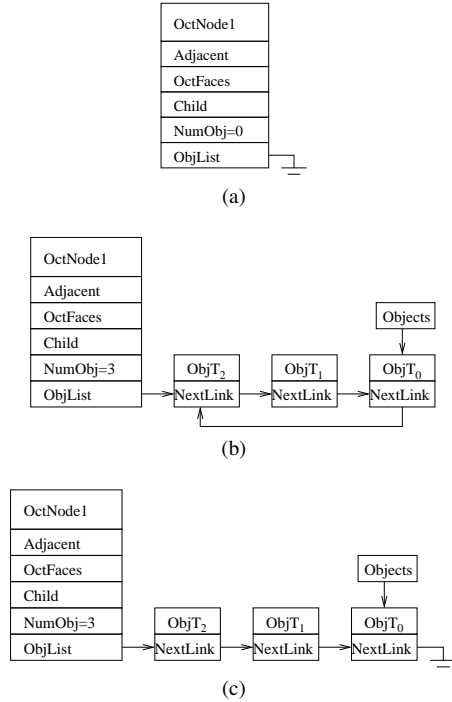 OctNode1
Adjacent
OctFaces
Child
NumObj=0
ObjList
(a)
OctNode1
Adjacent
OctFaces
Child
NumObj=3
ObjList
Objects
ObjT₂ ObjT₁ ObjT₀
NextLink NextLink NextLink
(b)
OctNode1
Adjacent
OctFaces
Child
NumObj=3
ObjList
Objects
ObjT₂ ObjT₁ ObjT₀
NextLink NextLink NextLink
(c)